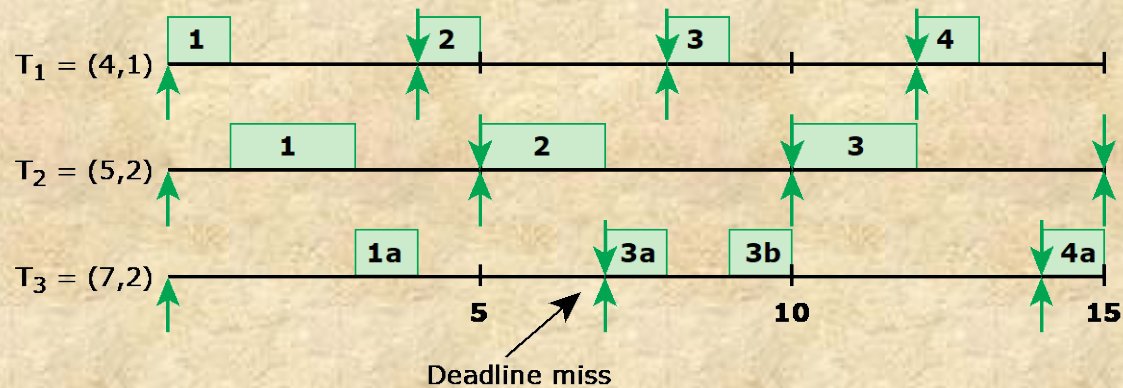 1 2 3 4
T₁ = (4,1)
1 2 3
T₂ = (5,2)
1a 3a 3b 4a
T₃ = (7,2)
5 10 15
Deadline miss